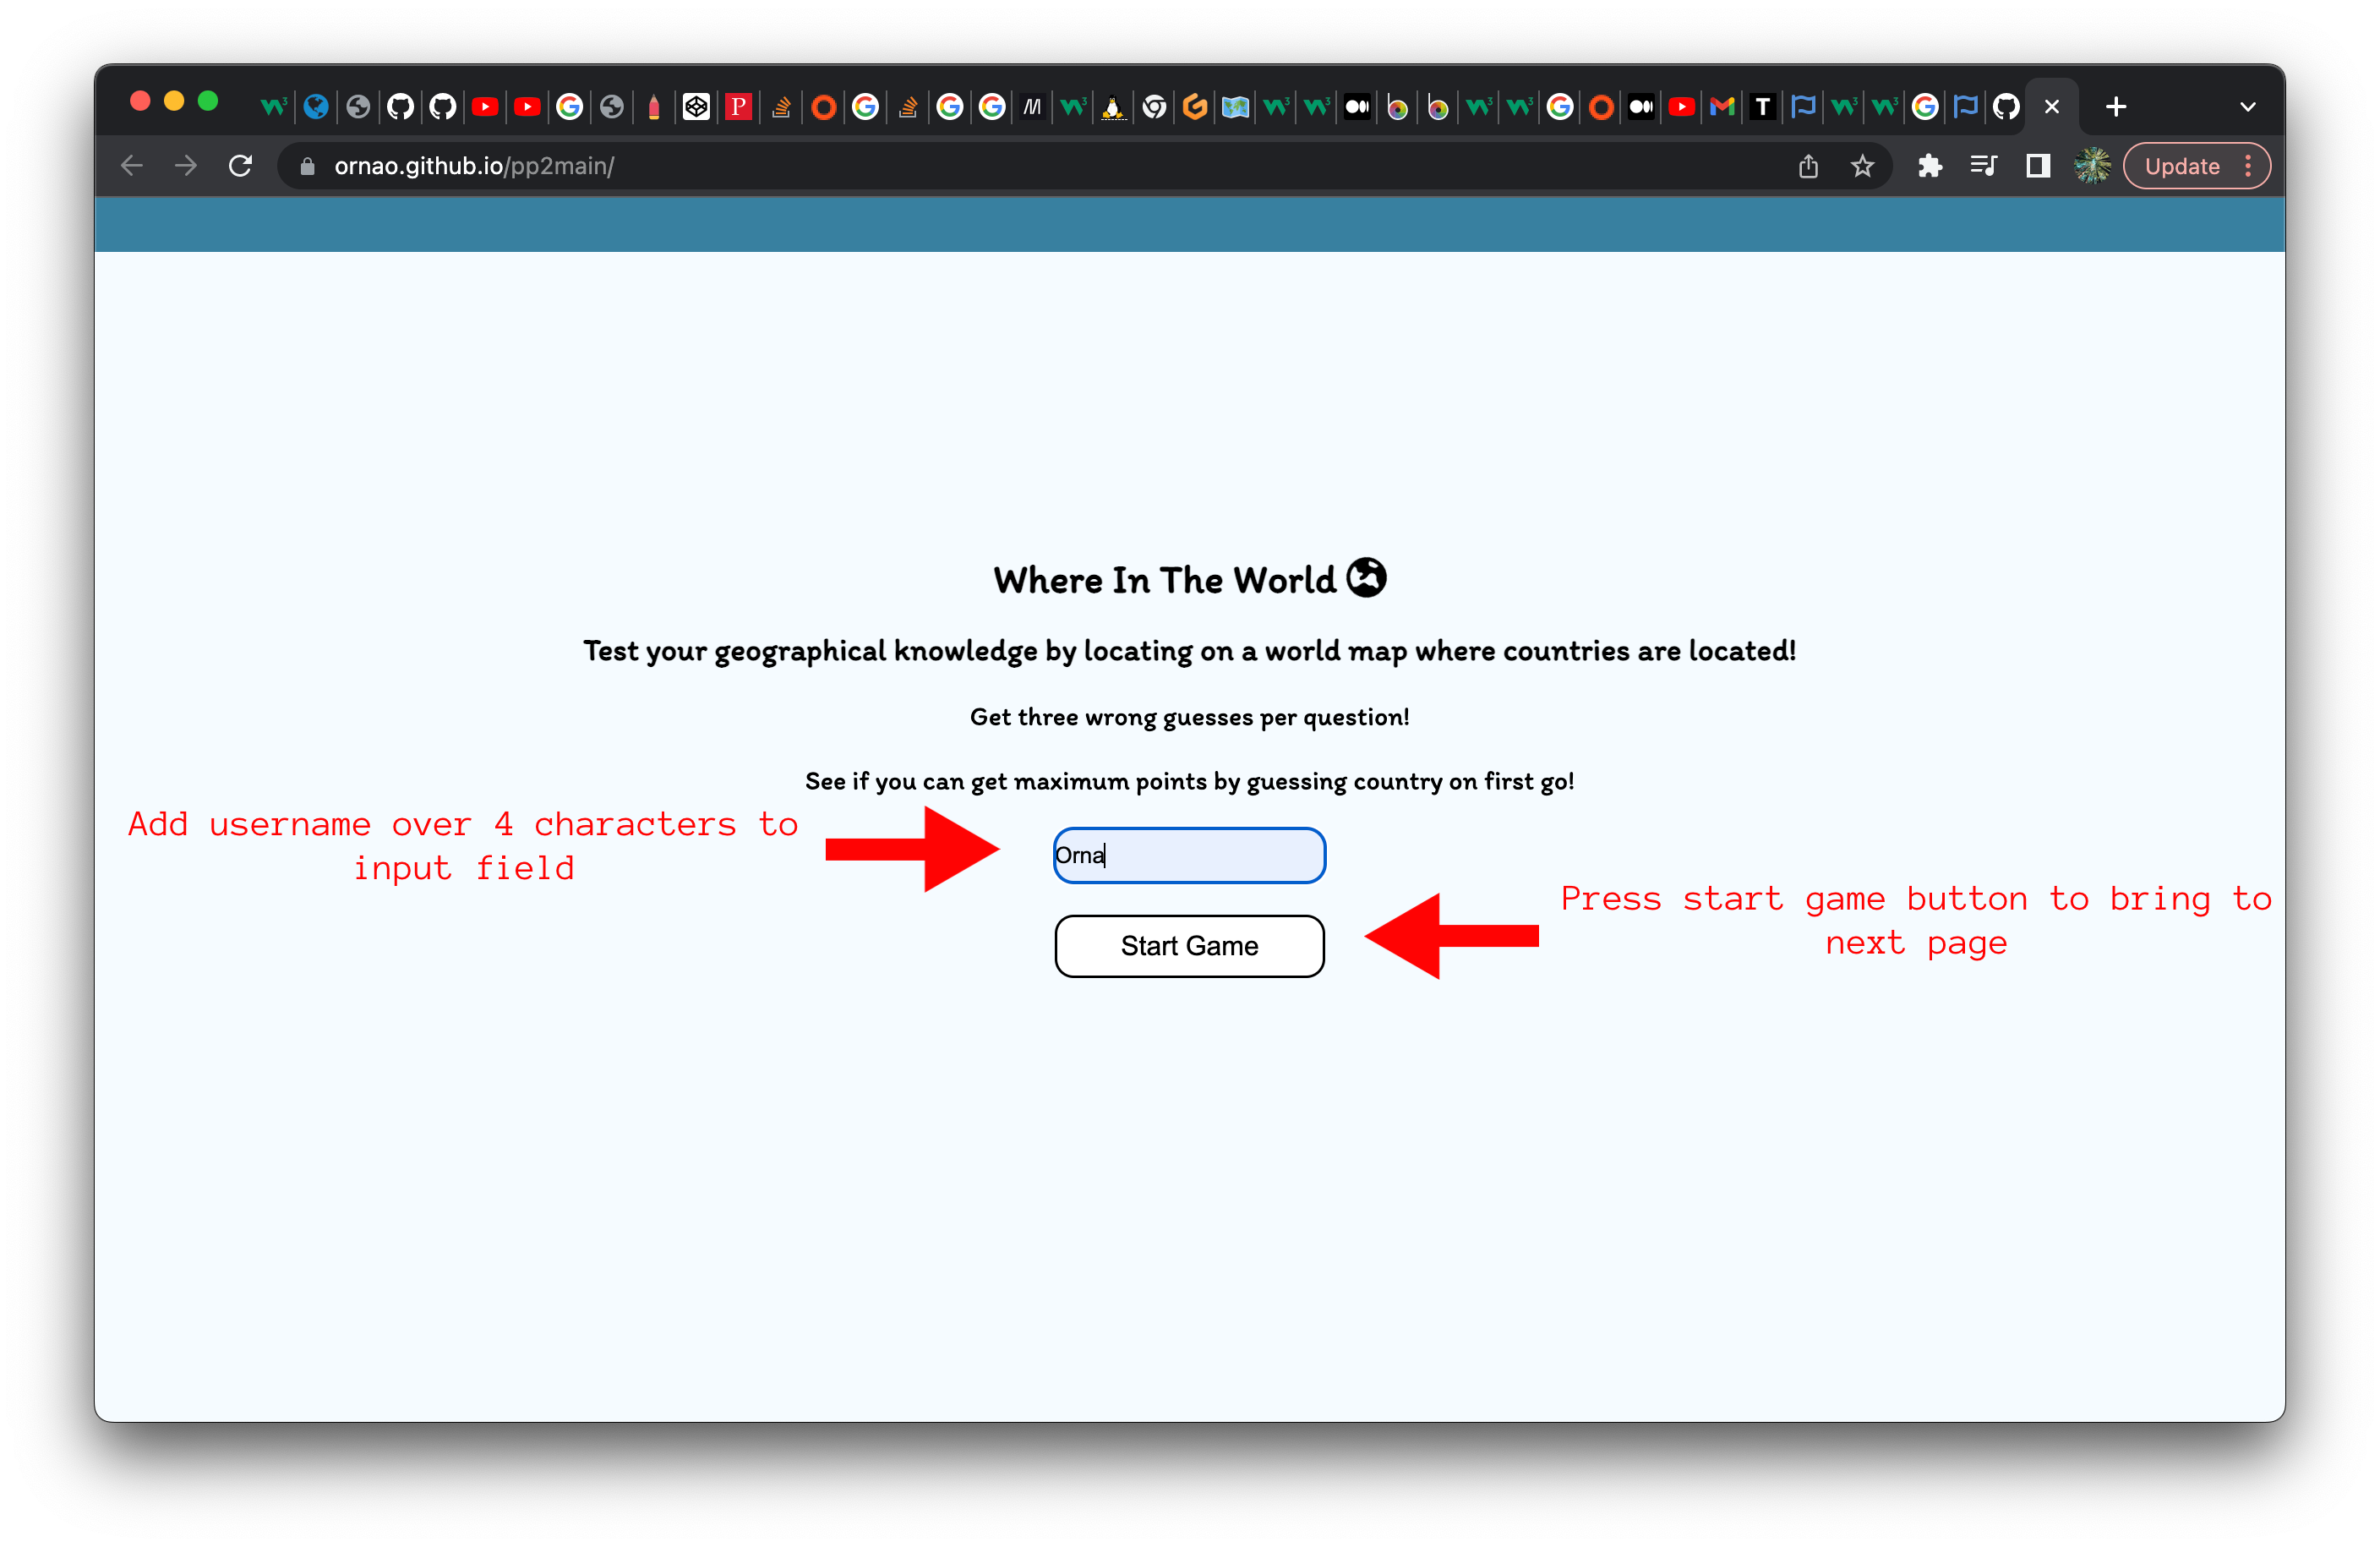 ornao.github.io/pp2main/
Update
Where In The World
Test your geographical knowledge by locating on a world map where countries are located!
Get three wrong guesses per question!
See if you can get maximum points by guessing country on first go!
Add username over 4 characters to
input field
Orna
Press start game button to bring to
next page
Start Game